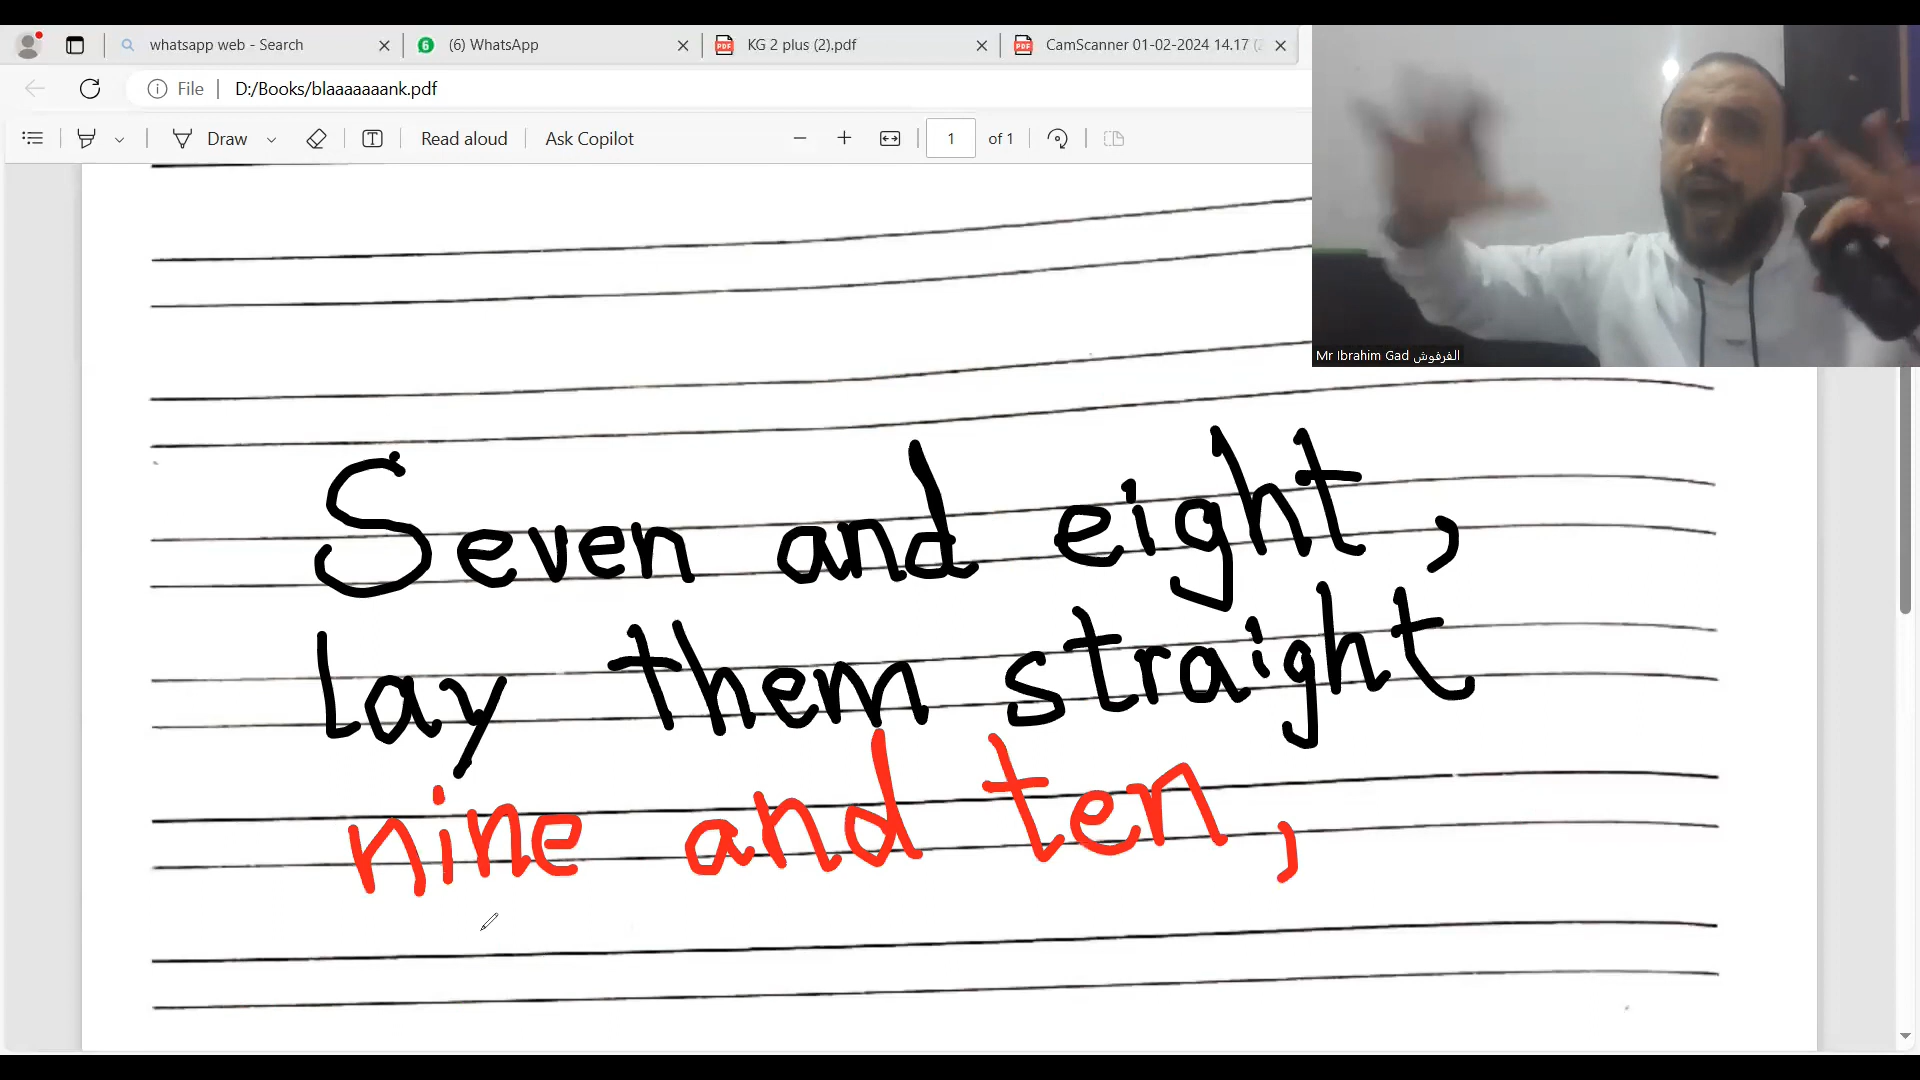 whatsapp web - Search
(6) WhatsApp
KG 2 plus (2).pdf
CamScanner 01-02-2024 14.17 (2
File
D:/Books/blaaaaaaank.pdf
Draw
Read aloud
Ask Copilot
1 of 1
Mr Ibrahim Gad الفرفوش
Seven and eight,
lay them straight
nine and ten,